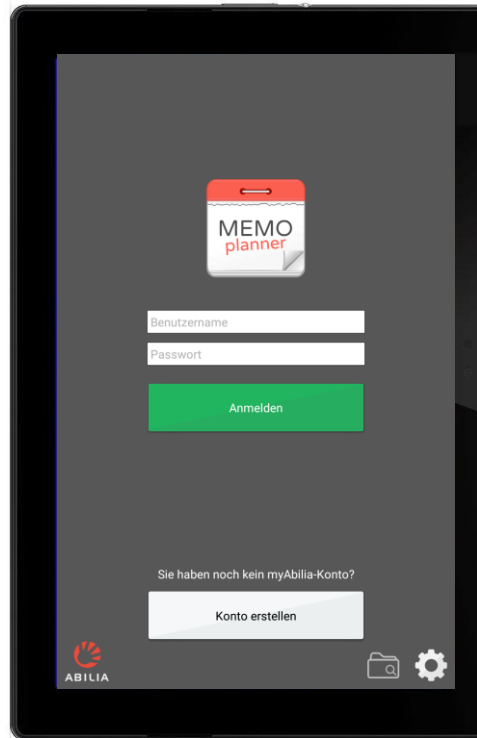 MEMO
planner
Benutzername
Passwort
Anmelden
Sie haben noch kein myAbilia-Konto?
Konto erstellen
ABILIA